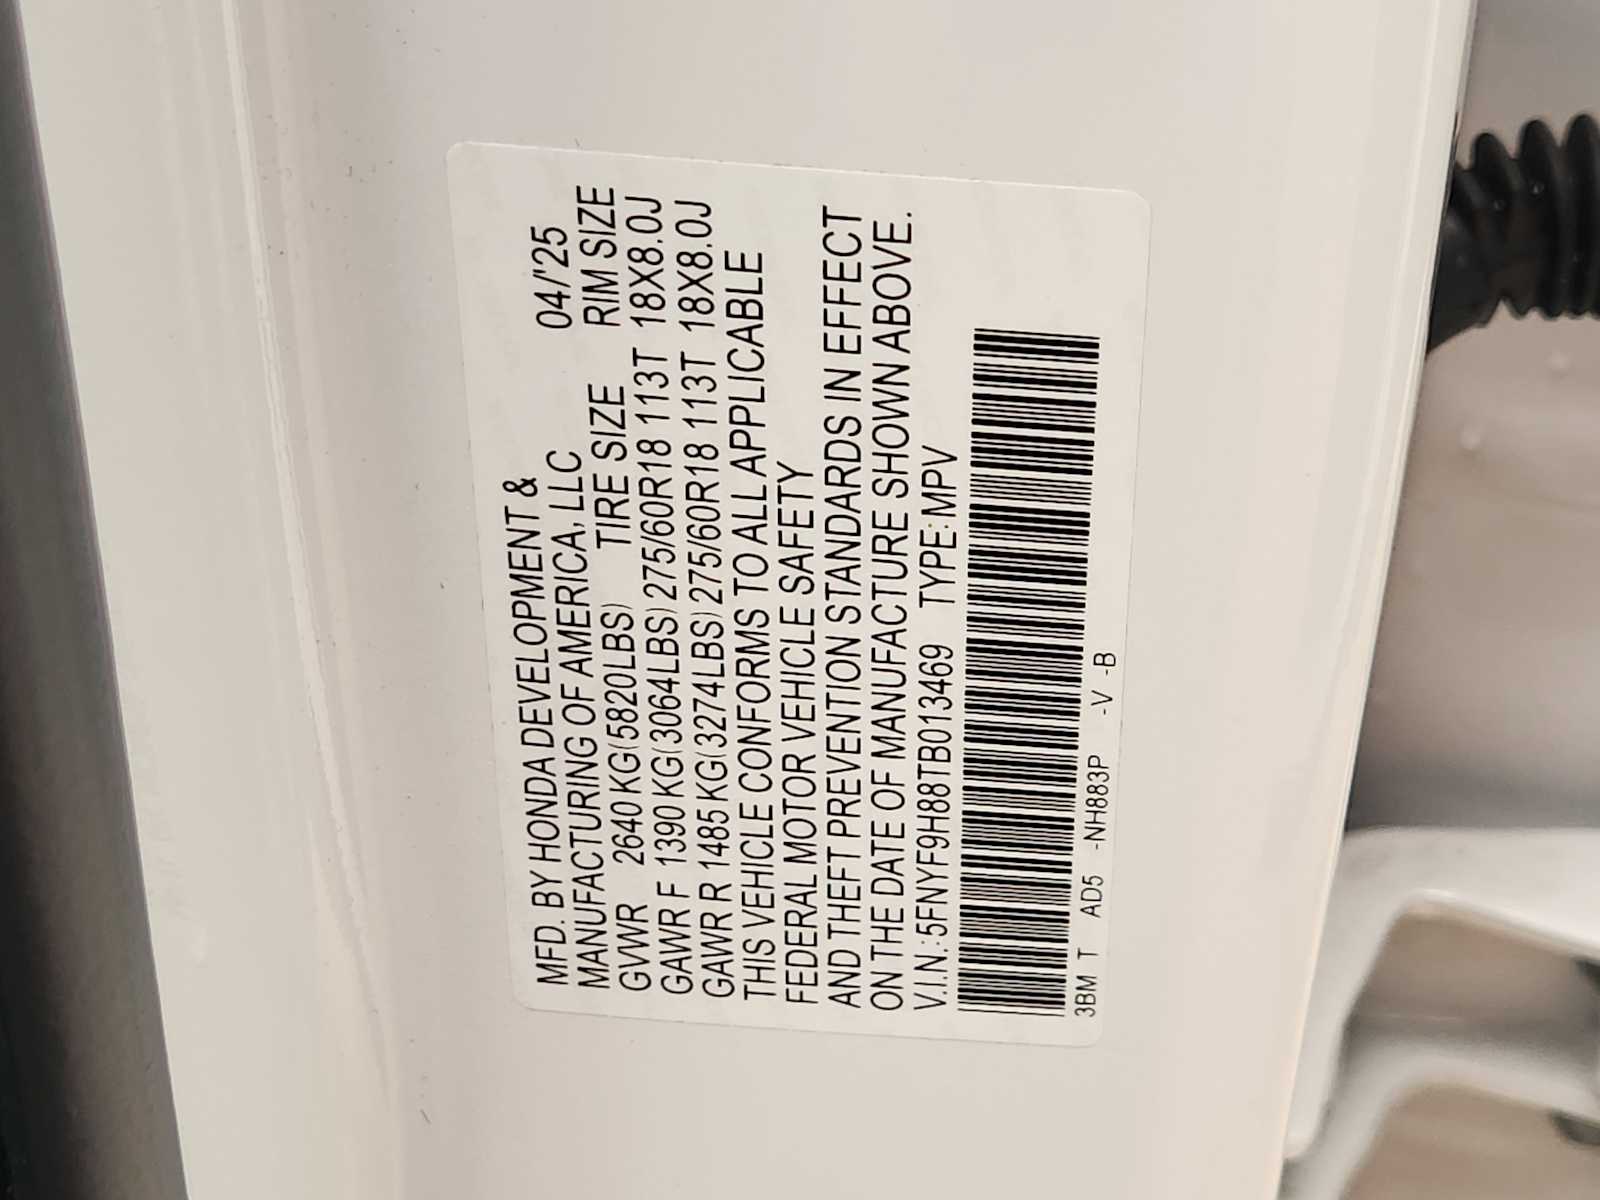 MFD. BY HONDA DEVELOPMENT &
MANUFACTURING OF AMERICA, LLC 04/'25
GVWR 2640 KG(5820LBS) TIRE SIZE RIM SIZE
GAWR F 1390 KG(3064LBS) 275/60R18 113T 18X8.0J
GAWR R 1485 KG(3274LBS) 275/60R18 113T 18X8.0J
THIS VEHICLE CONFORMS TO ALL APPLICABLE
FEDERAL MOTOR VEHICLE SAFETY
AND THEFT PREVENTION STANDARDS IN EFFECT
ON THE DATE OF MANUFACTURE SHOWN ABOVE.
V.I.N.: 5FNYF9H88TB013469 TYPE: MPV
3BM T AD5 -NH883P -V -B